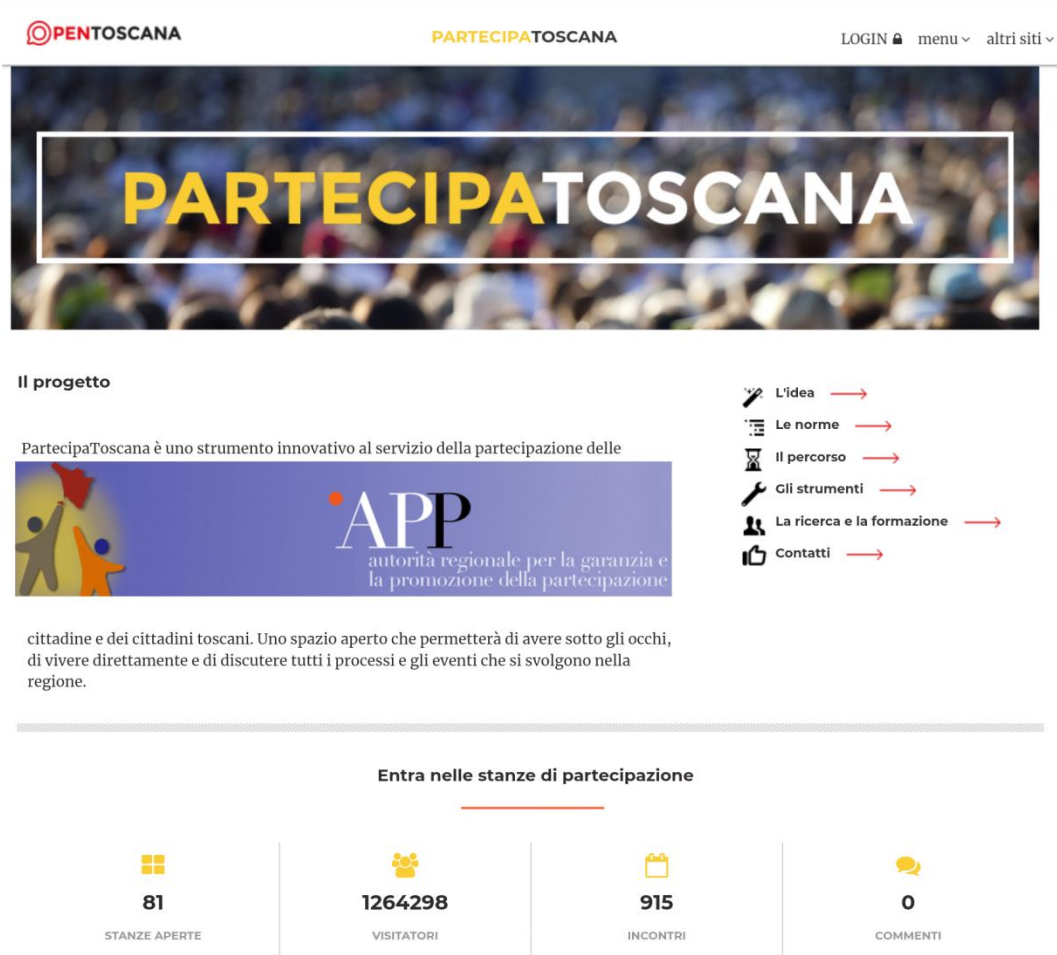 OPENTOSCANA
PARTECIPATOSCANA
LOGIN menu altri siti
PARTECIPATOSCANA
Il progetto
PartecipaToscana è uno strumento innovativo al servizio della partecipazione delle
APP
autorità regionale per la garanzia e
la promozione della partecipazione
cittadine e dei cittadini toscani. Uno spazio aperto che permetterà di avere sotto gli occhi,
di vivere direttamente e di discutere tutti i processi e gli eventi che si svolgono nella
regione.
L'idea
Le norme
Il percorso
Gli strumenti
La ricerca e la formazione
Contatti
Entra nelle stanze di partecipazione
81
STANZE APERTE
1264298
VISITATORI
915
INCONTRI
0
COMMENTI